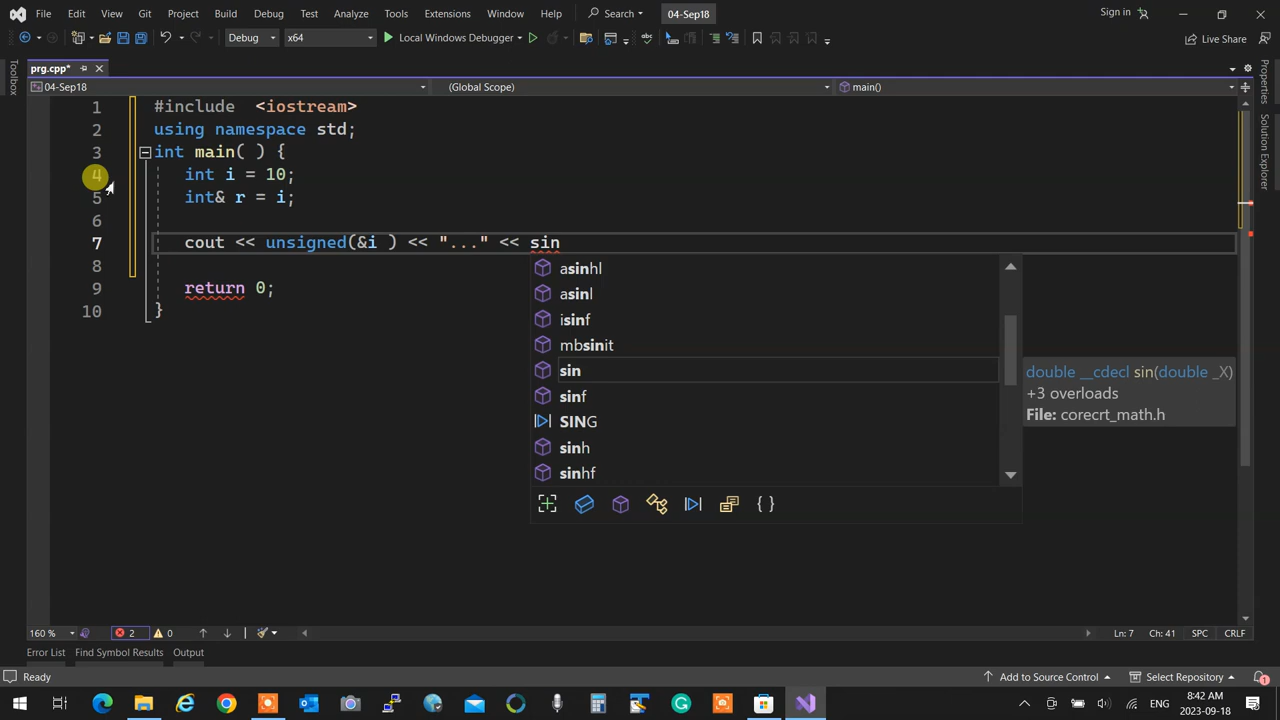 File Edit View Git Project Build Debug Test Analyze Tools Extensions Window Help Search 04-Sep18 Sign in
Debug x64 Local Windows Debugger Live Share
prg.cpp*
04-Sep18 (Global Scope) main()
Toolbox
Properties
Solution Explorer
1 #include <iostream>
2 using namespace std;
3 int main( ) {
4 int i = 10;
5 int& r = i;
6
7 cout << unsigned(&i ) << "..." << sin
8
9 return 0;
10 }
asinhl
asinl
isinf
mbsinit
sin
sinf
SING
sinh
sinhf
double __cdecl sin(double _X)
+3 overloads
File: corecrt_math.h
160 % 2 0 Ln: 7 Ch: 41 SPC CRLF
Error List Find Symbol Results Output
Ready Add to Source Control Select Repository 1
ENG 8:42 AM
2023-09-18